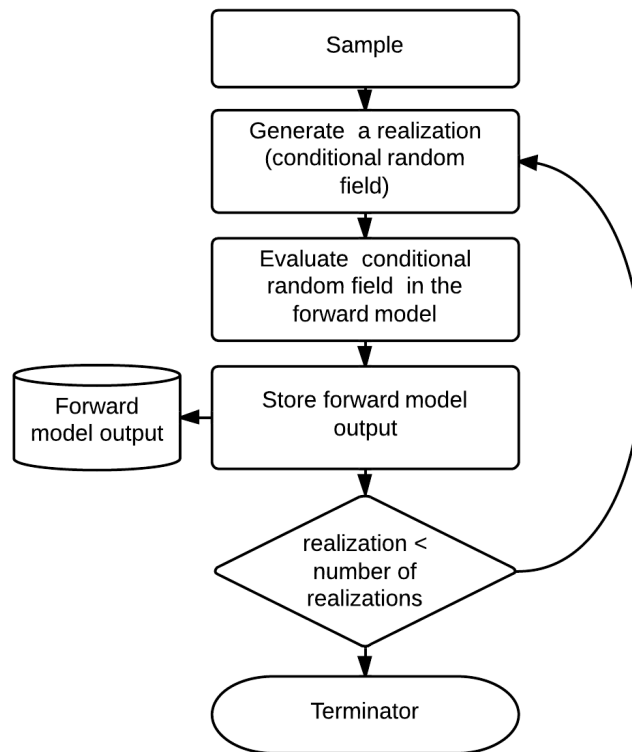 Sample
Generate a realization
(conditional random
field)
Evaluate conditional
random field in the
forward model
Store forward model
output
Forward
model output
realization <
number of
realizations
Terminator